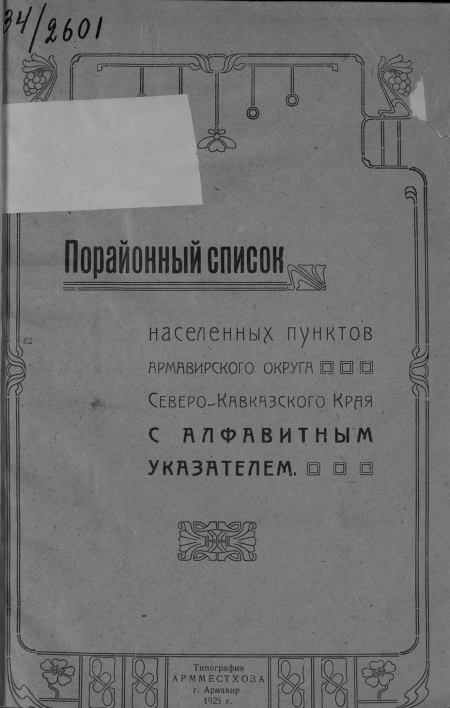 34/2601
Порайонный список
населенных пунктов
Армавирского округа
Северо-Кавказского Края
с алфавитным
указателем.
Типография
АРММЕСТХОЗА
г. Армавир
1925 г.